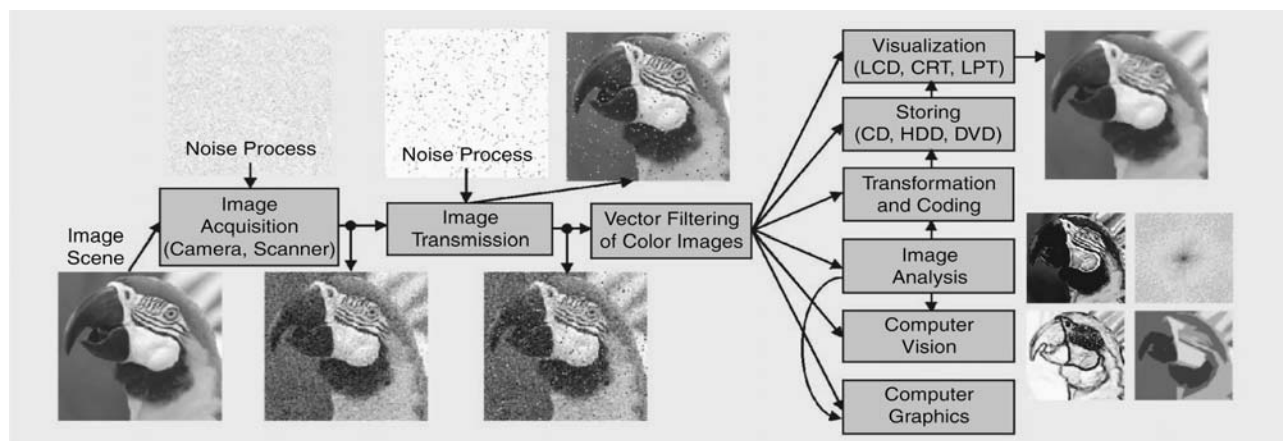 Noise Process
Image
Acquisition
(Camera, Scanner)
Image
Scene
Noise Process
Image
Transmission
Vector Filtering
of Color Images
Visualization
(LCD, CRT, LPT)
Storing
(CD, HDD, DVD)
Transformation
and Coding
Image
Analysis
Computer
Vision
Computer
Graphics